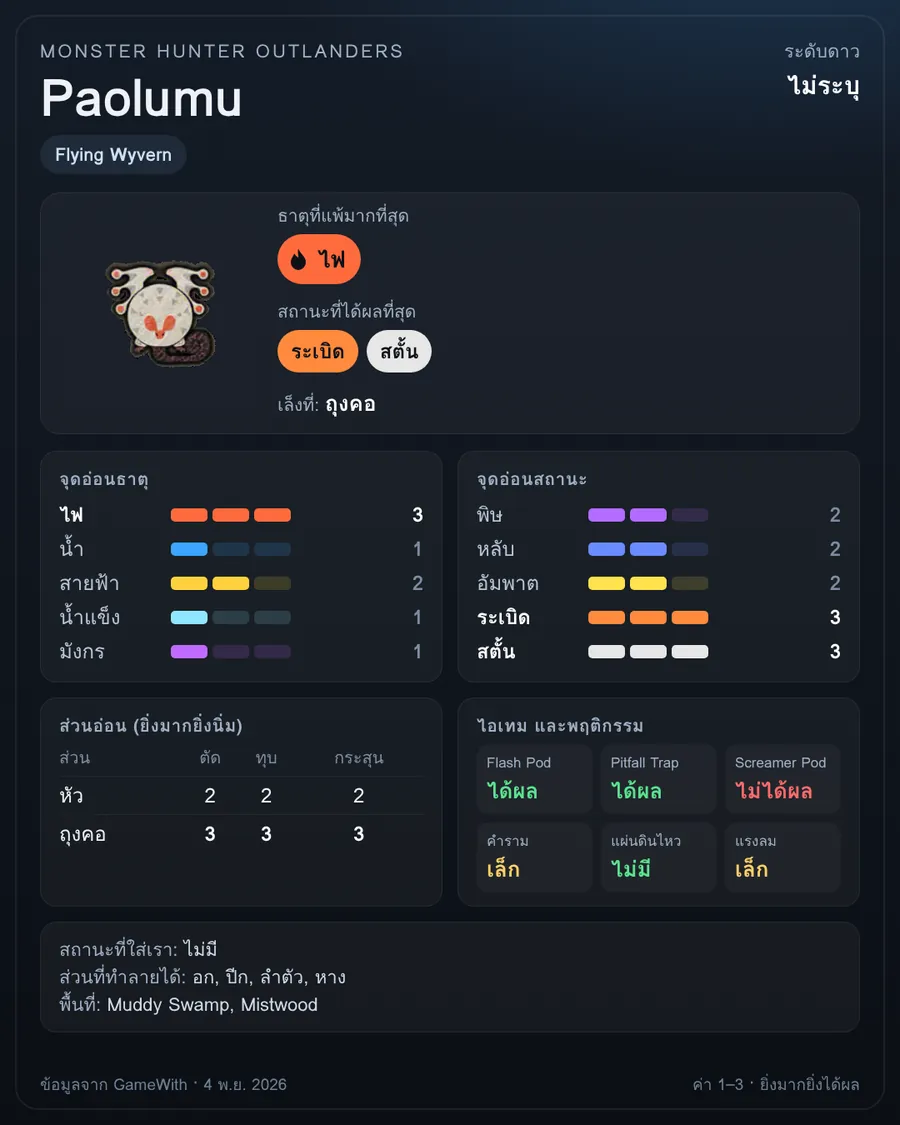 MONSTER HUNTER OUTLANDERS
ระดับดาว
Paolumu
ไม่ระบุ
Flying Wyvern
ธาตุที่แพ้มากที่สุด
ไฟ
สถานะที่ได้ผลที่สุด
ระเบิด สตั้น
เล็งที่: ถุงคอ
จุดอ่อนธาตุ
ไฟ 3
น้ำ 1
สายฟ้า 2
น้ำแข็ง 1
มังกร 1
จุดอ่อนสถานะ
พิษ 2
หลับ 2
อัมพาต 2
ระเบิด 3
สตั้น 3
ส่วนอ่อน (ยิ่งมากยิ่งนิ่ม)
ส่วน ตัด ทุบ กระสุน
หัว 2 2 2
ถุงคอ 3 3 3
ไอเทม และพฤติกรรม
Flash Pod Pitfall Trap Screamer Pod
ได้ผล ได้ผล ไม่ได้ผล
คำราม แผ่นดินไหว แรงลม
เล็ก ไม่มี เล็ก
สถานะที่ใส่เรา: ไม่มี
ส่วนที่ทำลายได้: อก, ปีก, ลำตัว, หาง
พื้นที่: Muddy Swamp, Mistwood
ข้อมูลจาก GameWith · 4 พ.ย. 2026
ค่า 1–3 · ยิ่งมากยิ่งได้ผล